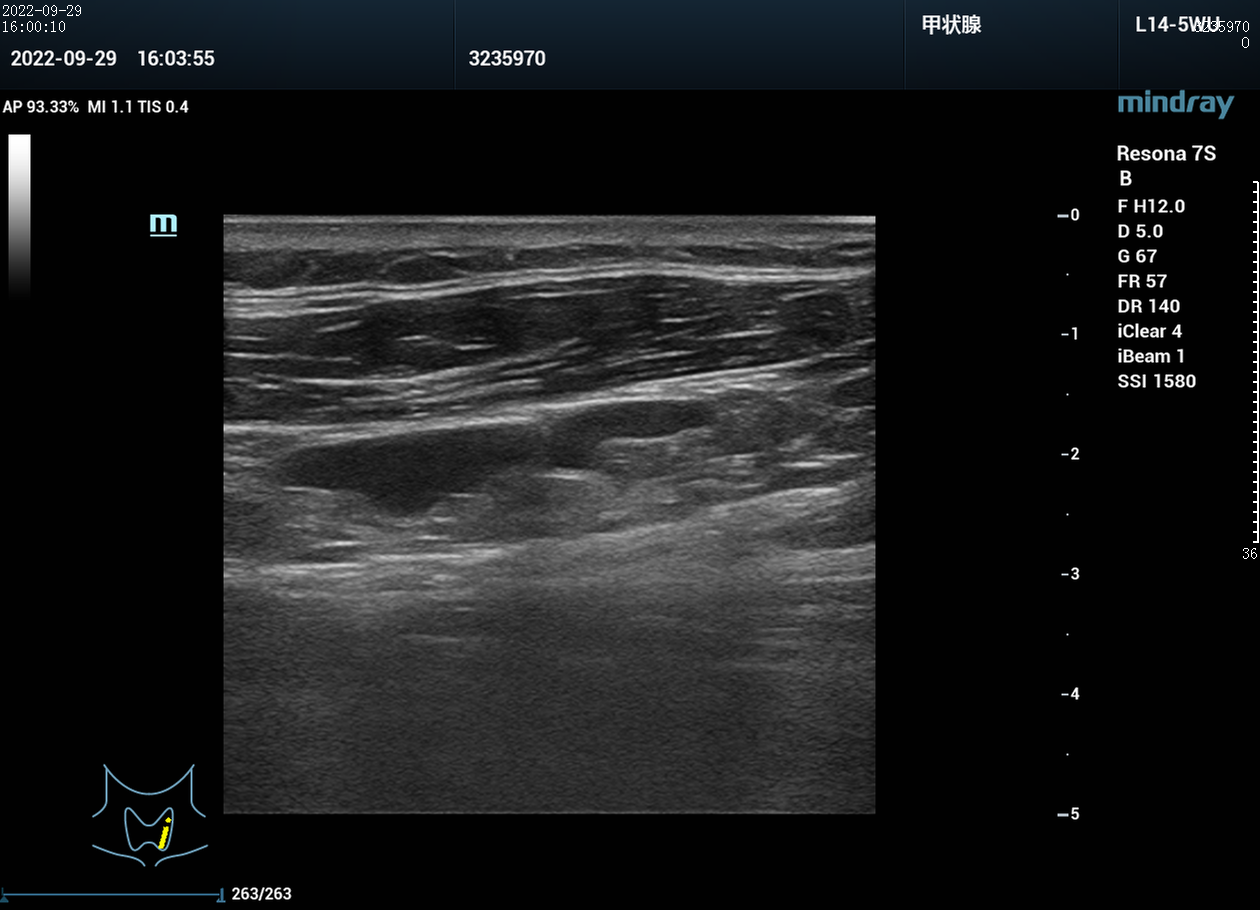 2022-09-29
16:00:10
2022-09-29 16:03:55
3235970
甲状腺
L14-5WU
3235970
0
AP 93.33% MI 1.1 TIS 0.4
mindray
m
Resona 7S
B
F H12.0
D 5.0
G 67
FR 57
DR 140
iClear 4
iBeam 1
SSI 1580
0
1
2
3
4
5
36
263/263